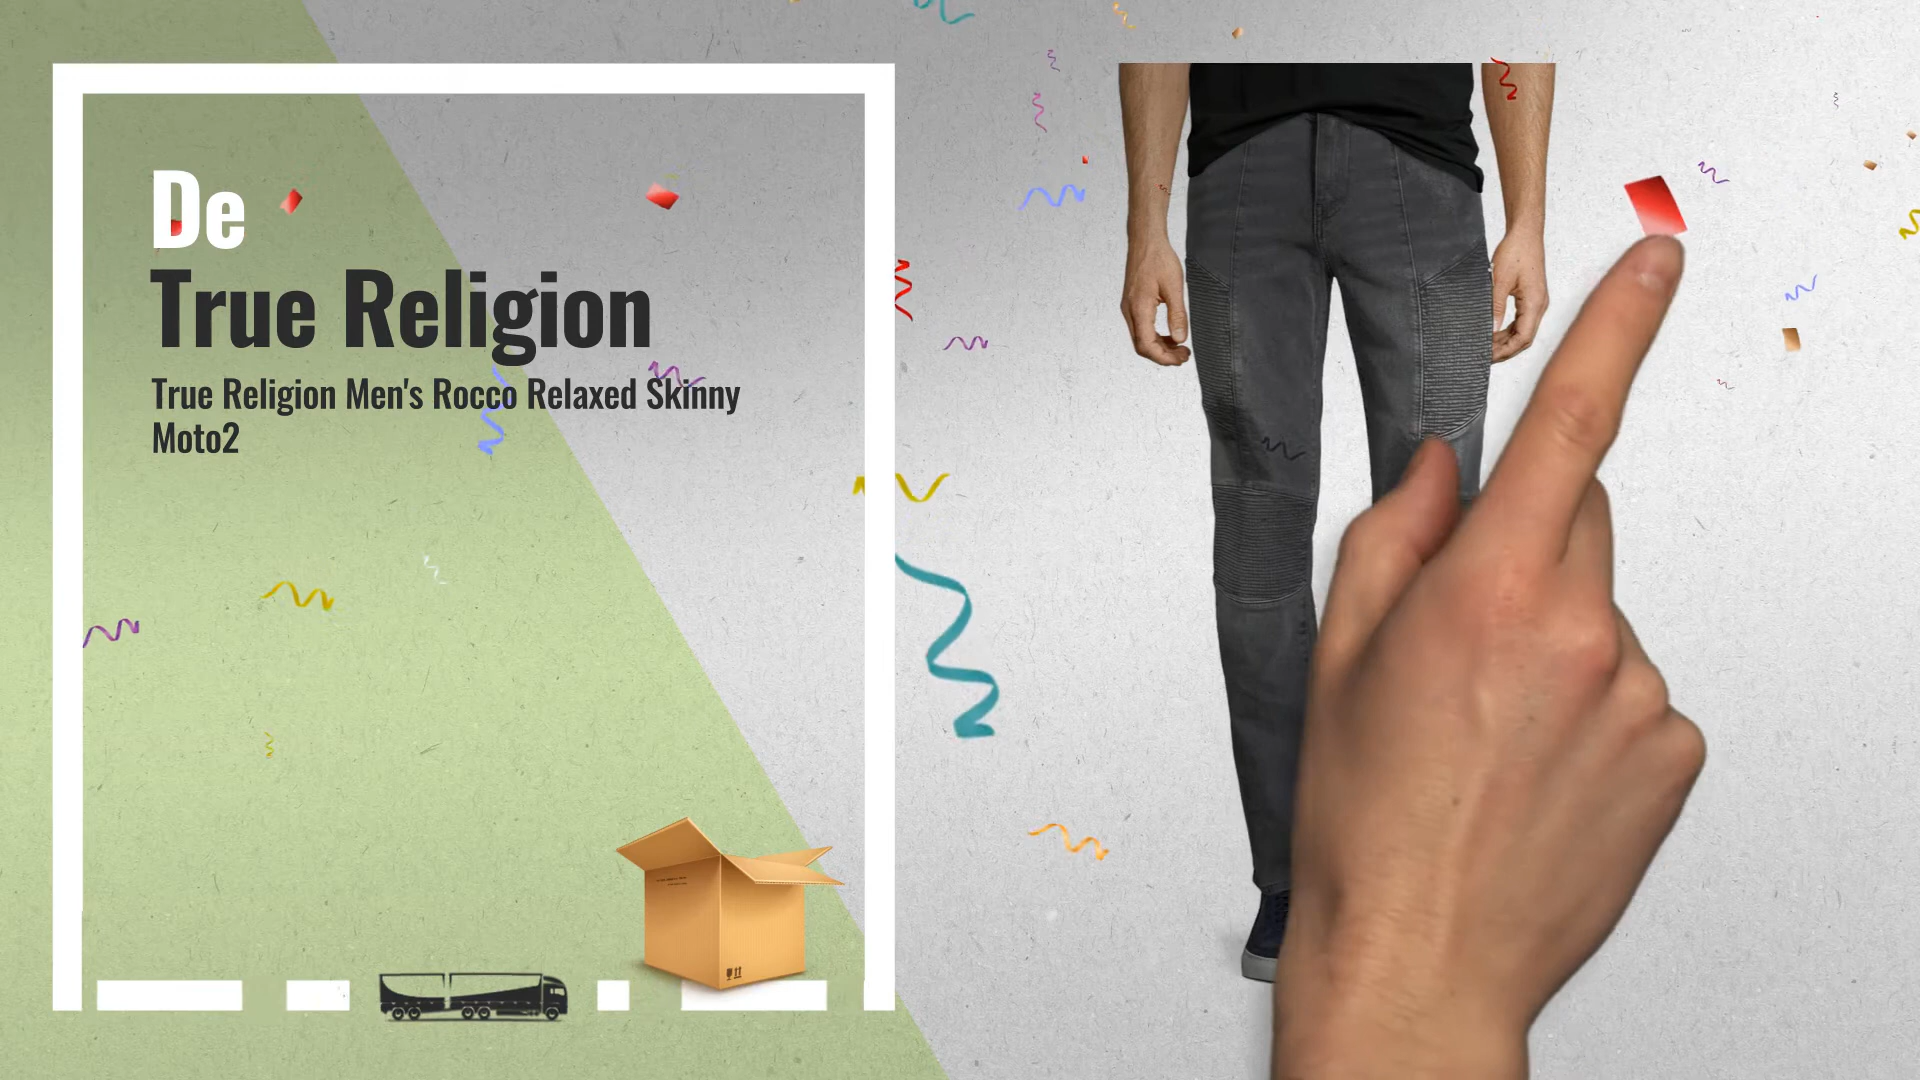 De
True Religion
True Religion Men's Rocco Relaxed Skinny
Moto2